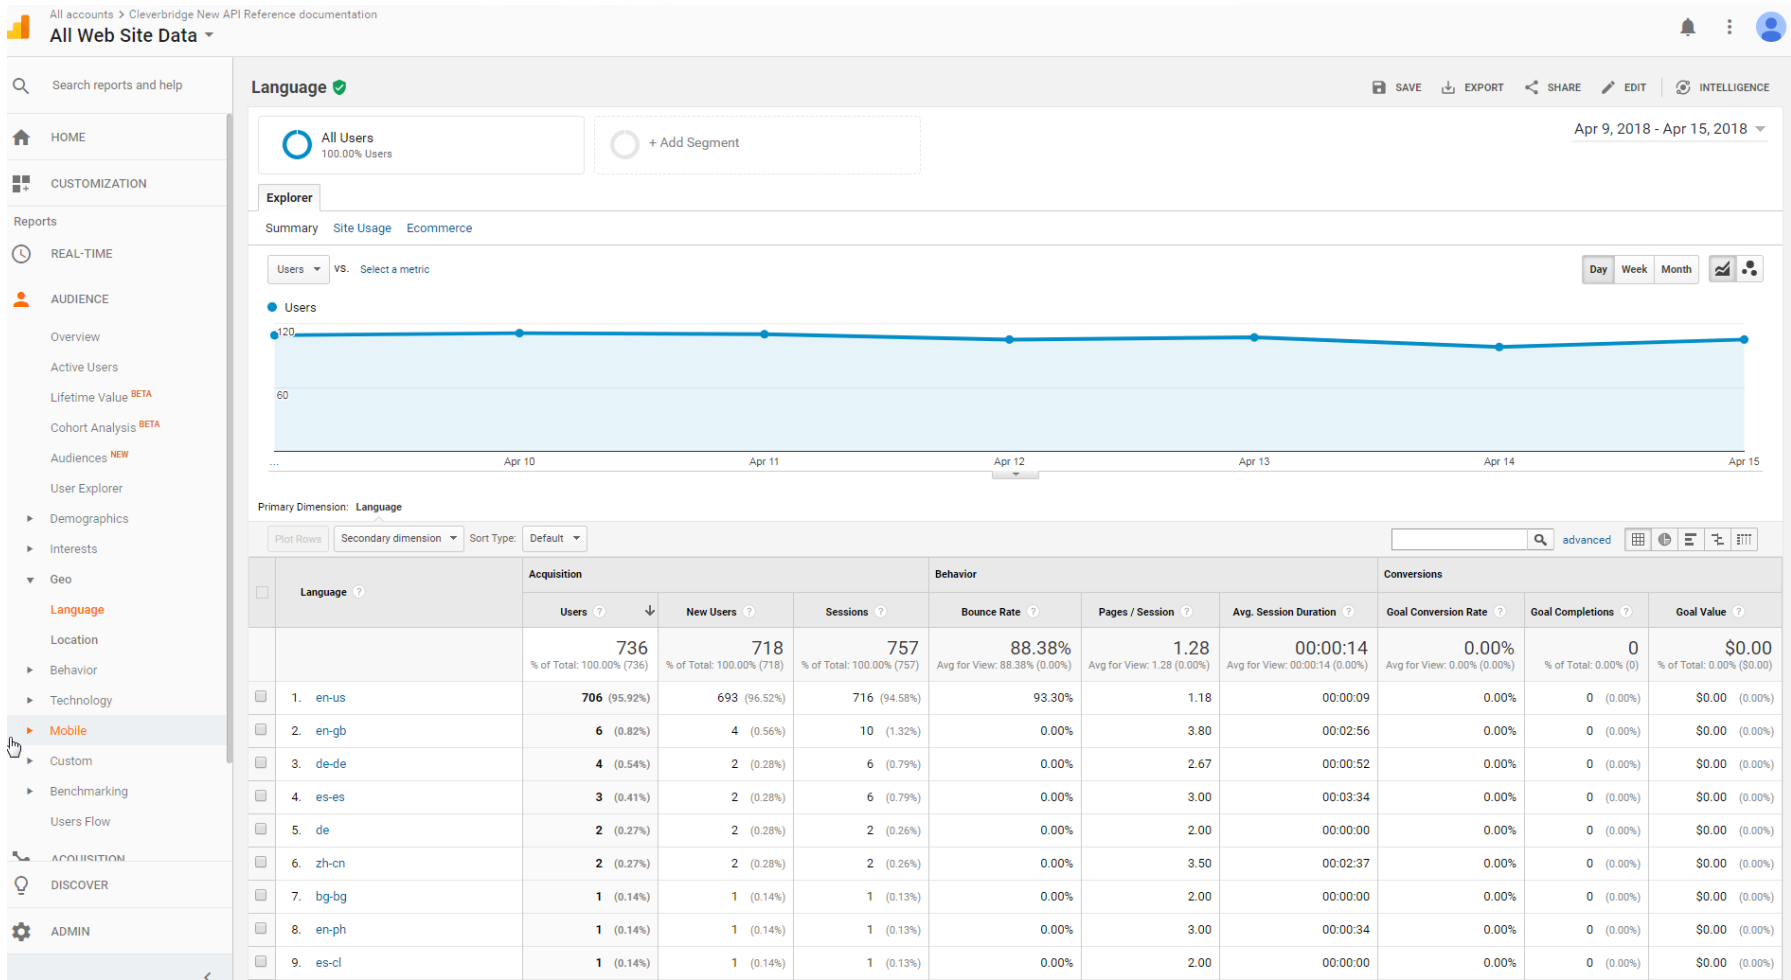 All accounts > Cleverbridge New API Reference documentation
All Web Site Data
Search reports and help
HOME
CUSTOMIZATION
Reports
REAL-TIME
AUDIENCE
Overview
Active Users
Lifetime Value BETA
Cohort Analysis BETA
Audiences NEW
User Explorer
Demographics
Interests
Geo
Language
Location
Behavior
Technology
Mobile
Custom
Benchmarking
Users Flow
ACQUISITION
DISCOVER
ADMIN
Language
SAVE EXPORT SHARE EDIT INTELLIGENCE
All Users
100.00% Users
+ Add Segment
Apr 9, 2018 - Apr 15, 2018
Explorer
Summary Site Usage Ecommerce
Users VS. Select a metric
Day Week Month
Users
120
60
... Apr 10 Apr 11 Apr 12 Apr 13 Apr 14 Apr 15
Primary Dimension: Language
Plot Rows Secondary dimension Sort Type: Default advanced
Language ? Acquisition Behavior Conversions
Users ? New Users ? Sessions ? Bounce Rate ? Pages / Session ? Avg. Session Duration ? Goal Conversion Rate ? Goal Completions ? Goal Value ?
736 718 757 88.38% 1.28 00:00:14 0.00% 0 $0.00
% of Total: 100.00% (736) % of Total: 100.00% (718) % of Total: 100.00% (757) Avg for View: 88.38% (0.00%) Avg for View: 1.28 (0.00%) Avg for View: 00:00:14 (0.00%) Avg for View: 0.00% (0.00%) % of Total: 0.00% (0) % of Total: 0.00% ($0.00)
1. en-us 706 (95.92%) 693 (96.52%) 716 (94.58%) 93.30% 1.18 00:00:09 0.00% 0 (0.00%) $0.00 (0.00%)
2. en-gb 6 (0.82%) 4 (0.56%) 10 (1.32%) 0.00% 3.80 00:02:56 0.00% 0 (0.00%) $0.00 (0.00%)
3. de-de 4 (0.54%) 2 (0.28%) 6 (0.79%) 0.00% 2.67 00:00:52 0.00% 0 (0.00%) $0.00 (0.00%)
4. es-es 3 (0.41%) 2 (0.28%) 6 (0.79%) 0.00% 3.00 00:03:34 0.00% 0 (0.00%) $0.00 (0.00%)
5. de 2 (0.27%) 2 (0.28%) 2 (0.26%) 0.00% 2.00 00:00:00 0.00% 0 (0.00%) $0.00 (0.00%)
6. zh-cn 2 (0.27%) 2 (0.28%) 2 (0.26%) 0.00% 3.50 00:02:37 0.00% 0 (0.00%) $0.00 (0.00%)
7. bg-bg 1 (0.14%) 1 (0.14%) 1 (0.13%) 0.00% 2.00 00:00:00 0.00% 0 (0.00%) $0.00 (0.00%)
8. en-ph 1 (0.14%) 1 (0.14%) 1 (0.13%) 0.00% 3.00 00:00:34 0.00% 0 (0.00%) $0.00 (0.00%)
9. es-cl 1 (0.14%) 1 (0.14%) 1 (0.13%) 0.00% 2.00 00:00:00 0.00% 0 (0.00%) $0.00 (0.00%)